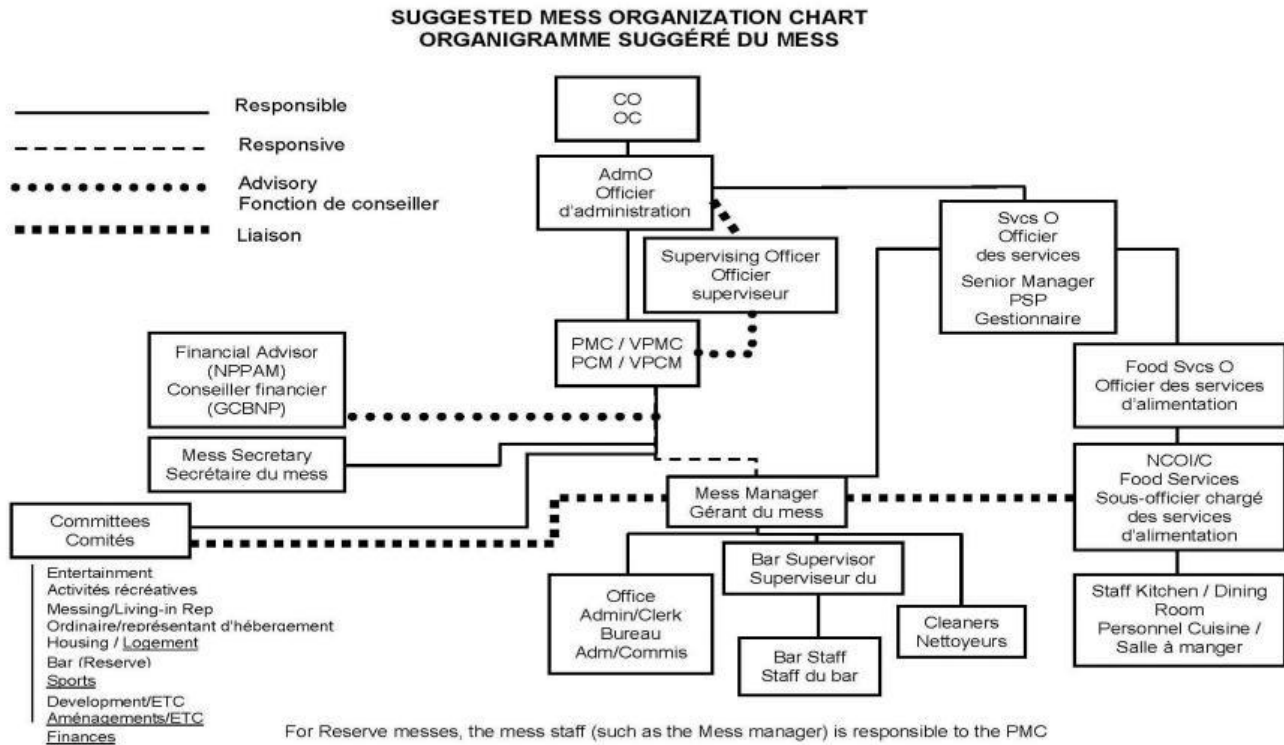 SUGGESTED MESS ORGANIZATION CHART
ORGANIGRAMME SUGGÉRÉ DU MESS
Responsible
Responsive
Advisory
Fonction de conseiller
Liaison
CO
OC
AdmO
Officier
d'administration
Supervising Officer
Officier
superviseur
Svcs O
Officier
des services
Senior Manager
PSP
Gestionnaire
PMC / VPMC
PCM / VPCM
Financial Advisor
(NPPAM)
Conseiller financier
(GCBNP)
Food Svcs O
Officier des services
d'alimentation
Mess Secretary
Secrétaire du mess
NCOI/C
Food Services
Sous-officier chargé
des services
d'alimentation
Mess Manager
Gérant du mess
Committees
Comités
Entertainment
Activités récréatives
Messing/Living-in Rep
Ordinaire/représentant d'hébergement
Housing / Logement
Bar (Reserve)
Sports
Development/ETC
Aménagements/ETC
Finances
Office
Admin/Clerk
Bureau
Adm/Commis
Bar Supervisor
Superviseur du
Bar Staff
Staff du bar
Cleaners
Nettoyeurs
Staff Kitchen / Dining
Room
Personnel Cuisine /
Salle à manger
For Reserve messes, the mess staff (such as the Mess manager) is responsible to the PMC